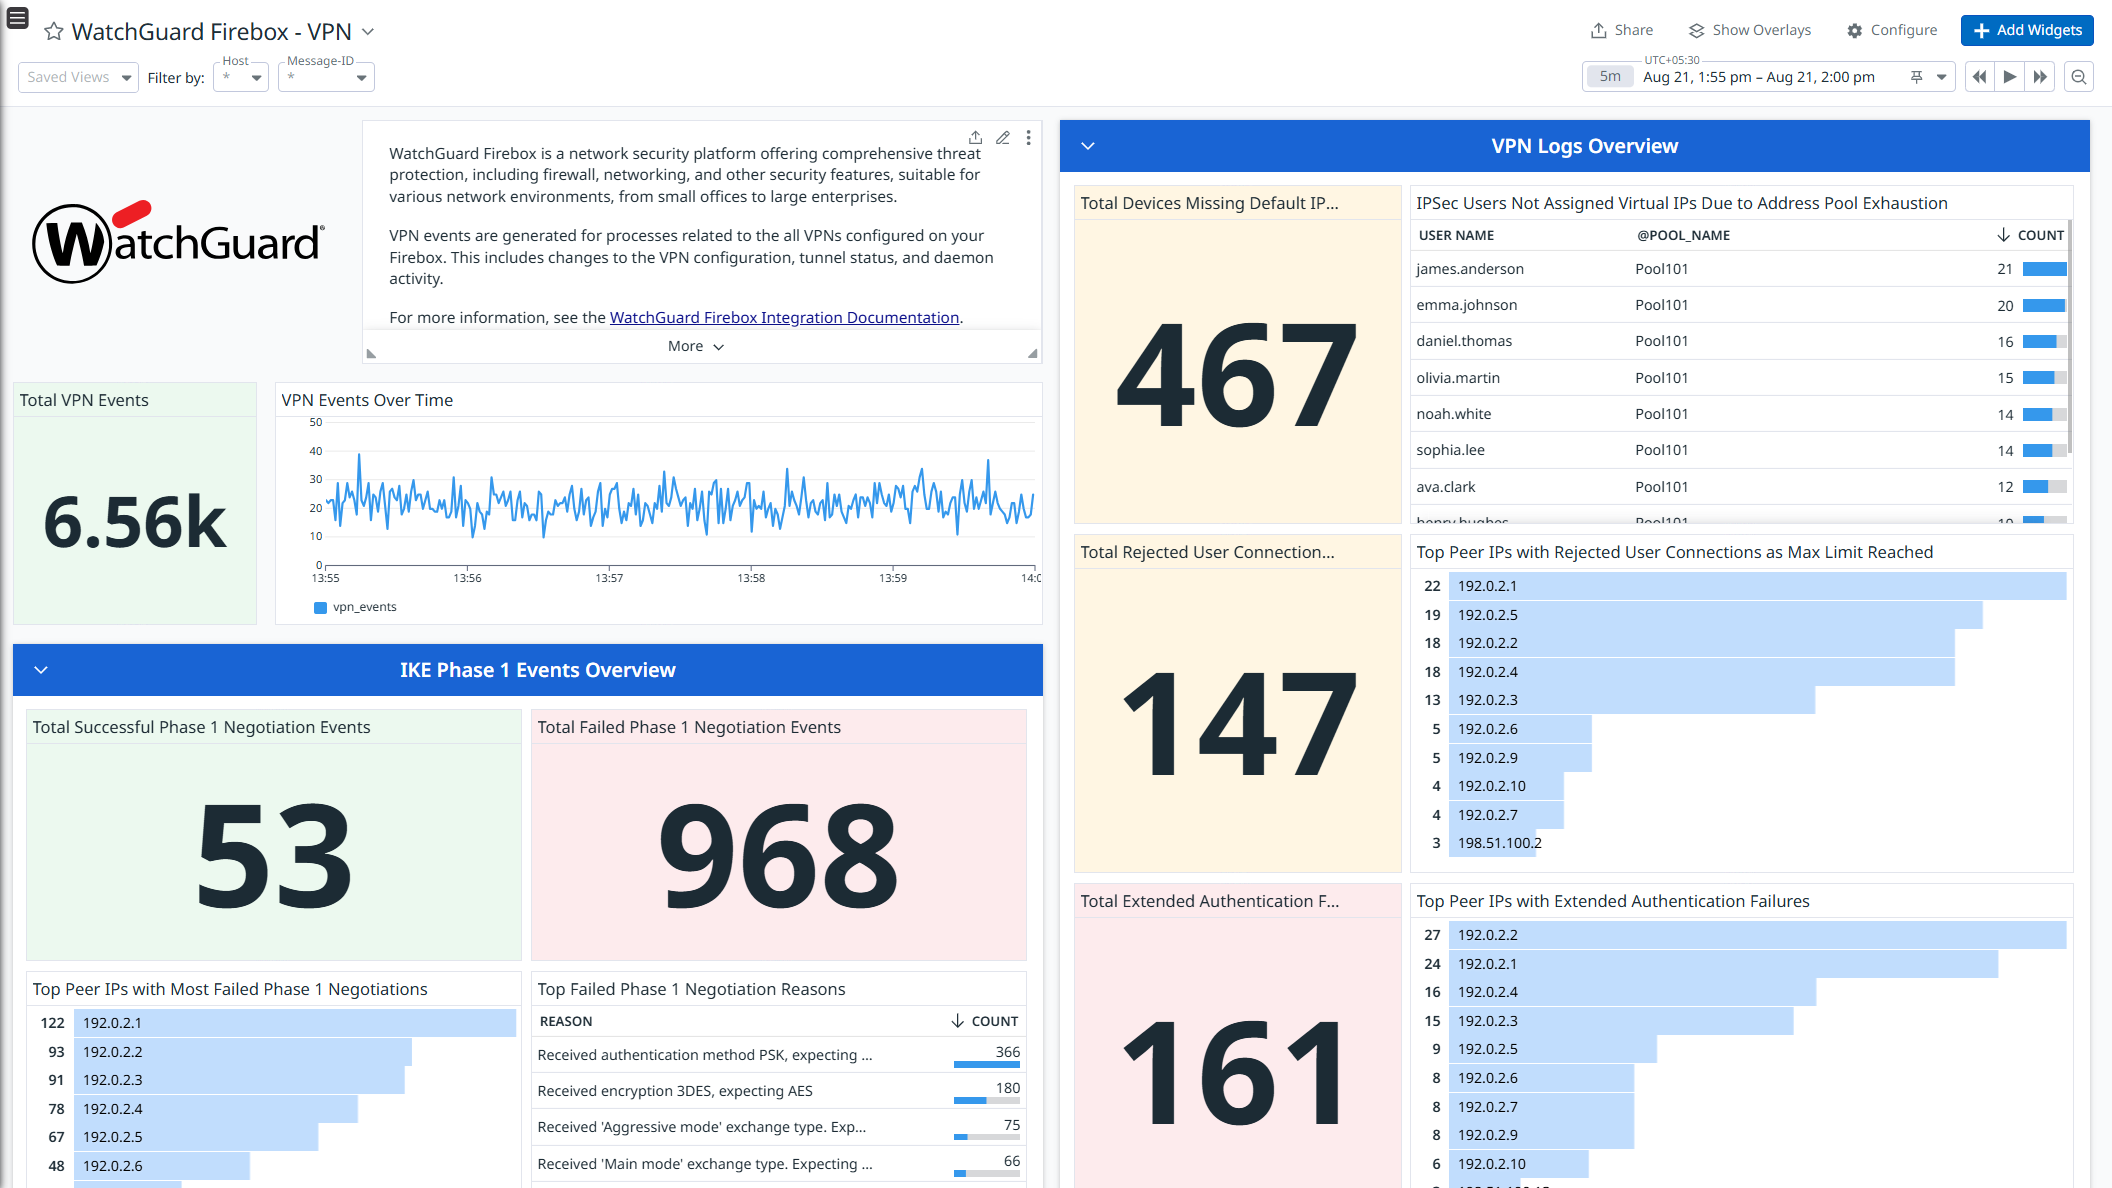 WatchGuard Firebox - VPN
Share
Show Overlays
Configure
Add Widgets
Saved Views
Filter by:
Host
*
Message-ID
*
UTC+05:30
5m
Aug 21, 1:55 pm – Aug 21, 2:00 pm
WatchGuard
WatchGuard Firebox is a network security platform offering comprehensive threat
protection, including firewall, networking, and other security features, suitable for
various network environments, from small offices to large enterprises.
VPN events are generated for processes related to the all VPNs configured on your
Firebox. This includes changes to the VPN configuration, tunnel status, and daemon
activity.
For more information, see the WatchGuard Firebox Integration Documentation.
More
Total VPN Events
6.56k
VPN Events Over Time
50
40
30
20
10
0
13:55
13:56
13:57
13:58
13:59
vpn_events
IKE Phase 1 Events Overview
Total Successful Phase 1 Negotiation Events
53
Total Failed Phase 1 Negotiation Events
968
Top Peer IPs with Most Failed Phase 1 Negotiations
122 192.0.2.1
93 192.0.2.2
91 192.0.2.3
78 192.0.2.4
67 192.0.2.5
48 192.0.2.6
Top Failed Phase 1 Negotiation Reasons
REASON COUNT
Received authentication method PSK, expecting ... 366
Received encryption 3DES, expecting AES 180
Received 'Aggressive mode' exchange type. Exp... 75
Received 'Main mode' exchange type. Expecting ... 66
VPN Logs Overview
Total Devices Missing Default IP...
467
IPSec Users Not Assigned Virtual IPs Due to Address Pool Exhaustion
USER NAME @POOL_NAME COUNT
james.anderson Pool101 21
emma.johnson Pool101 20
daniel.thomas Pool101 16
olivia.martin Pool101 15
noah.white Pool101 14
sophia.lee Pool101 14
ava.clark Pool101 12
henry.hughes Pool101 10
Total Rejected User Connection...
147
Top Peer IPs with Rejected User Connections as Max Limit Reached
22 192.0.2.1
19 192.0.2.5
18 192.0.2.2
18 192.0.2.4
13 192.0.2.3
5 192.0.2.6
5 192.0.2.9
4 192.0.2.10
4 192.0.2.7
3 198.51.100.2
Total Extended Authentication F...
161
Top Peer IPs with Extended Authentication Failures
27 192.0.2.2
24 192.0.2.1
16 192.0.2.4
15 192.0.2.3
9 192.0.2.5
8 192.0.2.6
8 192.0.2.7
8 192.0.2.9
6 192.0.2.10